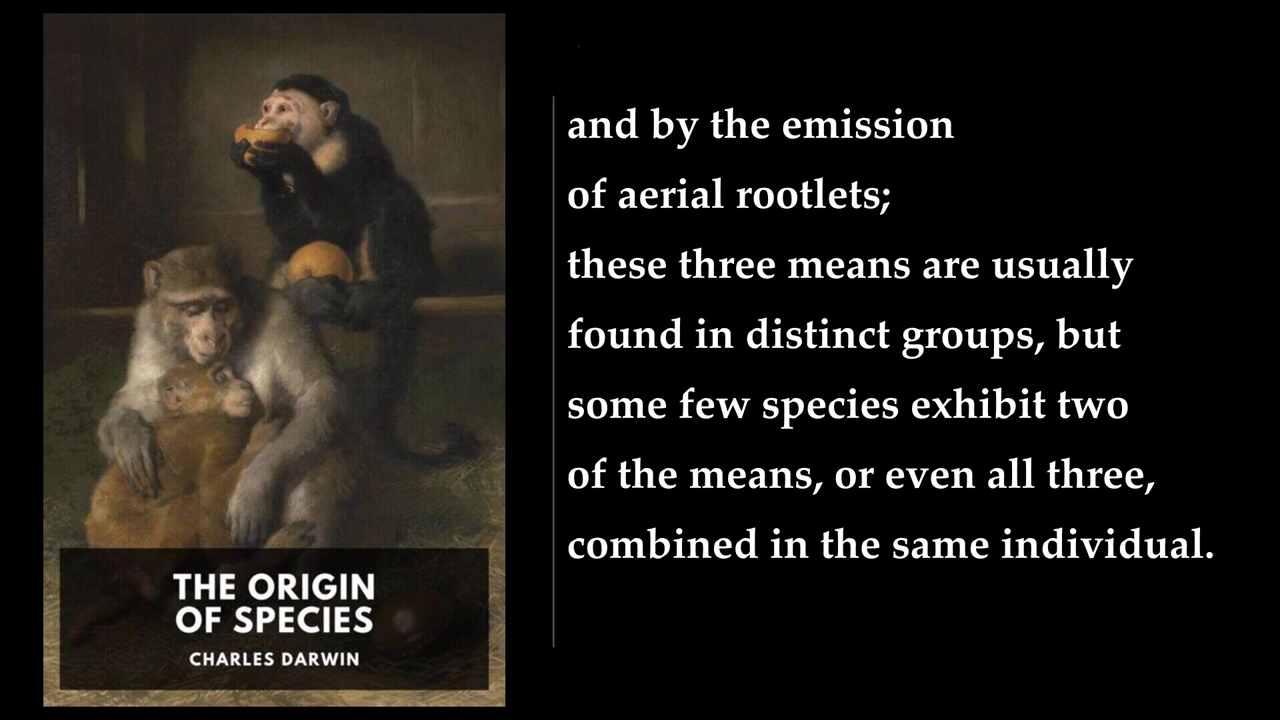 THE ORIGIN
OF SPECIES
CHARLES DARWIN
and by the emission
of aerial rootlets;
these three means are usually
found in distinct groups, but
some few species exhibit two
of the means, or even all three,
combined in the same individual.